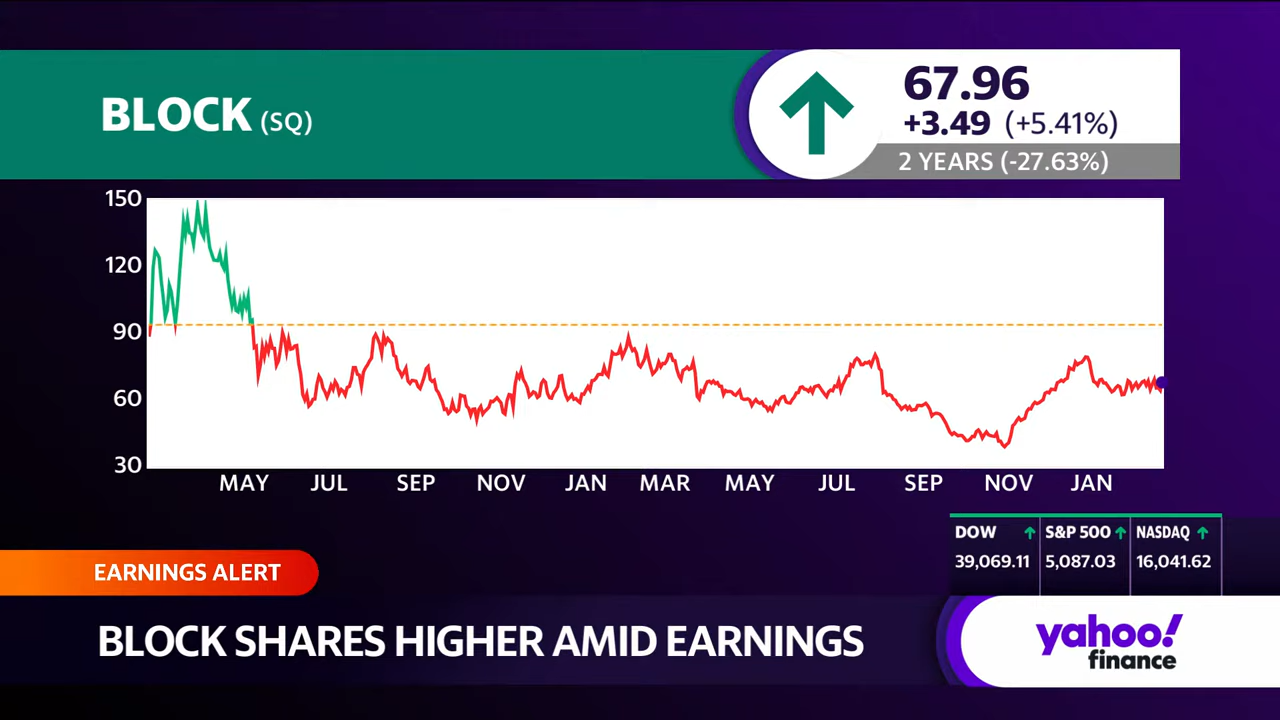 BLOCK (SQ)
67.96
+3.49 (+5.41%)
2 YEARS (-27.63%)
150
120
90
60
30
MAY JUL SEP NOV JAN MAR MAY JUL SEP NOV JAN
DOW S&P 500 NASDAQ
39,069.11 5,087.03 16,041.62
EARNINGS ALERT
BLOCK SHARES HIGHER AMID EARNINGS
yahoo!
finance